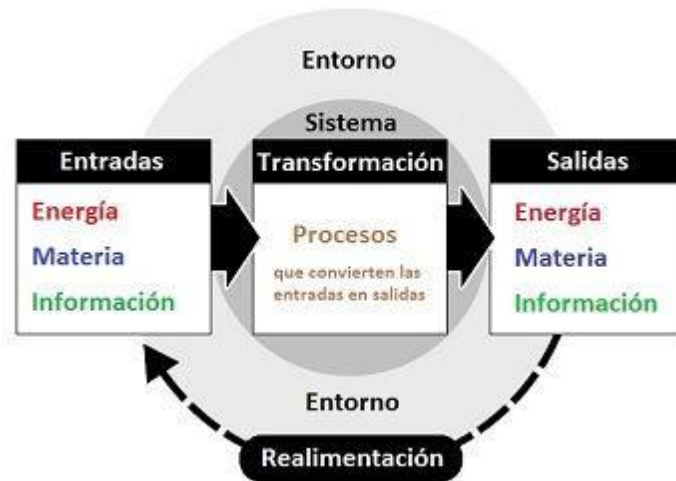 Entorno
Sistema
Entradas
Energía
Materia
Información
Transformación
Procesos
que convierten las
entradas en salidas
Salidas
Energía
Materia
Información
Entorno
Realimentación